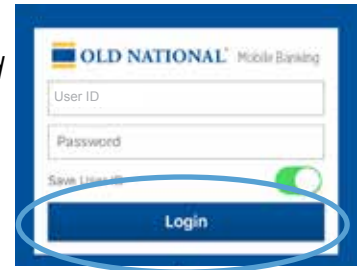 OLD NATIONAL Mobile Banking
User ID
Password
Save User ID
Login